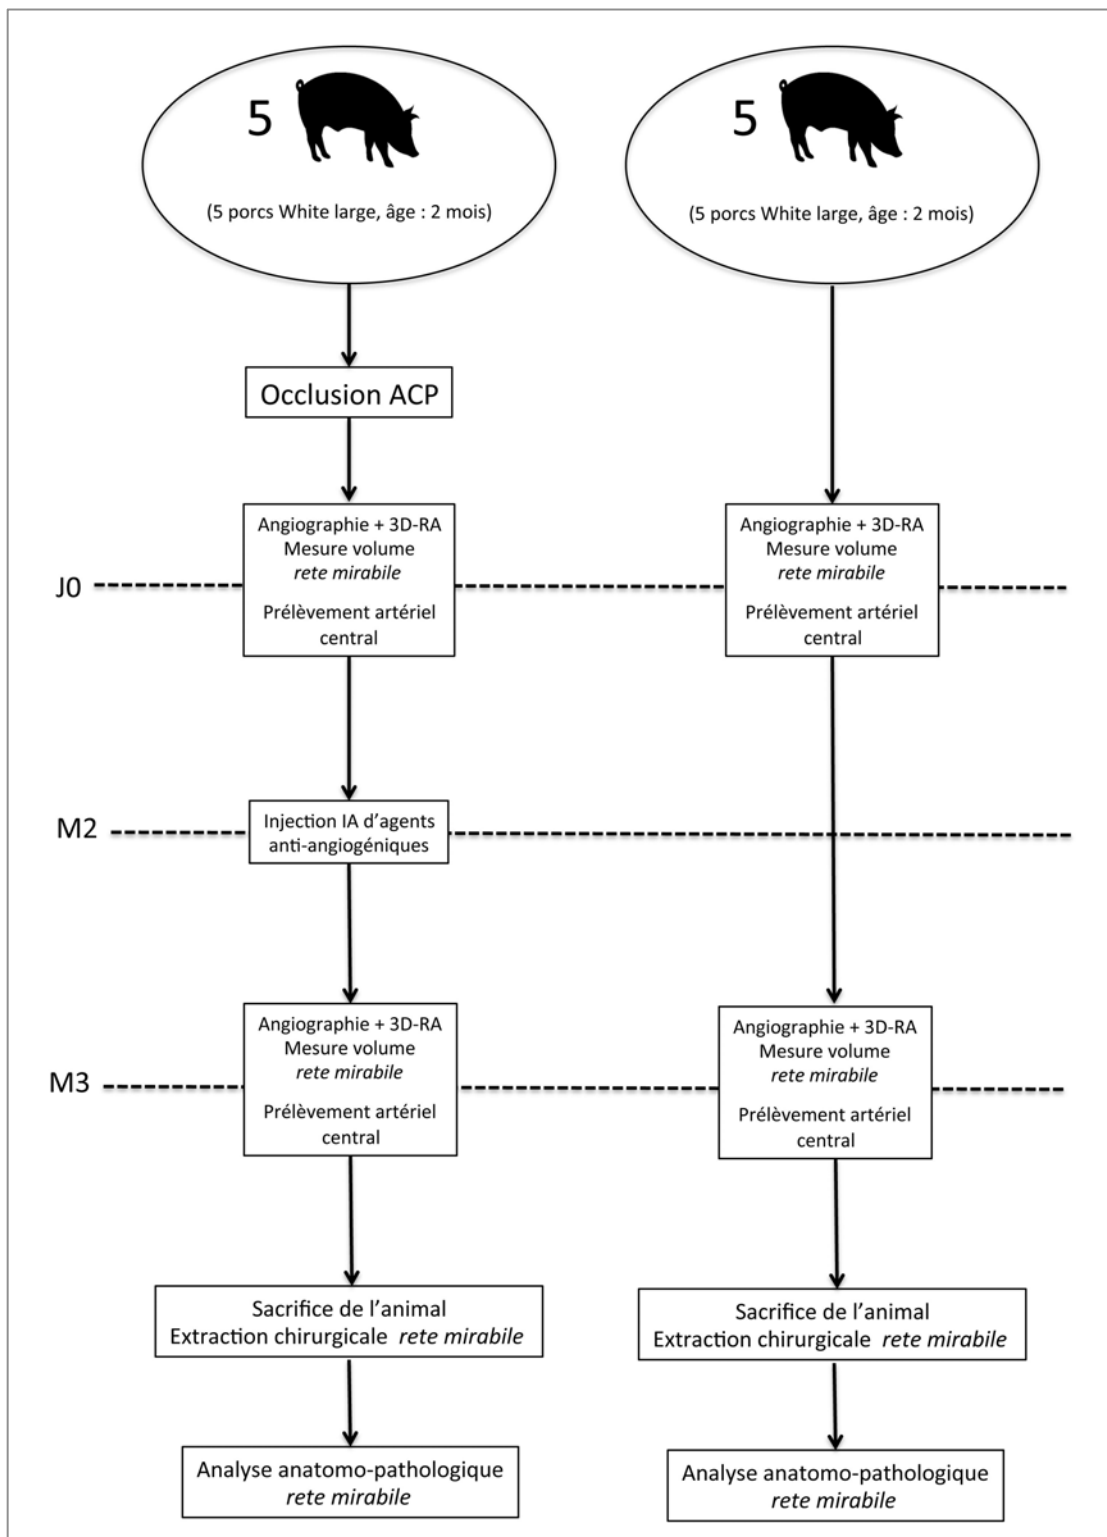 5
(5 porcs White large, âge : 2 mois)
5
(5 porcs White large, âge : 2 mois)
Occlusion ACP
J0
Angiographie + 3D-RA
Mesure volume
rete mirabile
Prélèvement artériel
central
Angiographie + 3D-RA
Mesure volume
rete mirabile
Prélèvement artériel
central
M2
Injection IA d'agents
anti-angiogéniques
M3
Angiographie + 3D-RA
Mesure volume
rete mirabile
Prélèvement artériel
central
Angiographie + 3D-RA
Mesure volume
rete mirabile
Prélèvement artériel
central
Sacrifice de l'animal
Extraction chirurgicale rete mirabile
Sacrifice de l'animal
Extraction chirurgicale rete mirabile
Analyse anatomo-pathologique
rete mirabile
Analyse anatomo-pathologique
rete mirabile